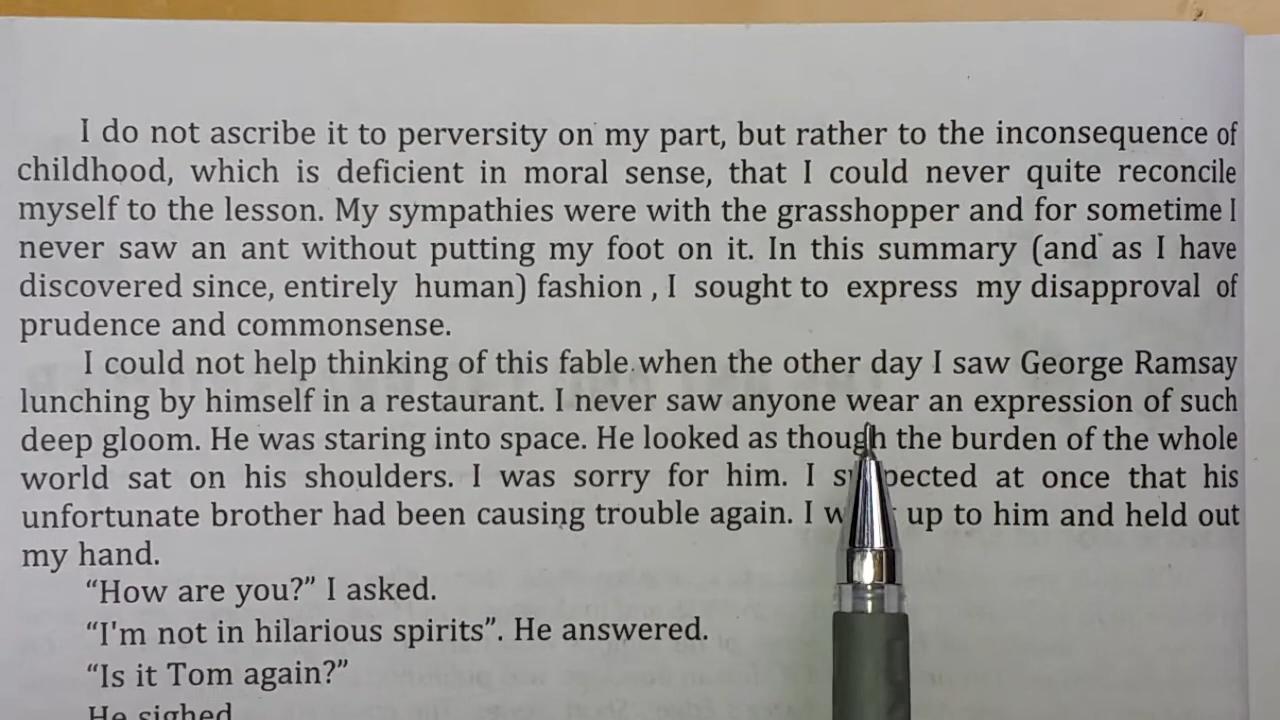 I do not ascribe it to perversity on my part, but rather to the inconsequence of
childhood, which is deficient in moral sense, that I could never quite reconcile
myself to the lesson. My sympathies were with the grasshopper and for sometime I
never saw an ant without putting my foot on it. In this summary (and as I have
discovered since, entirely human) fashion , I sought to express my disapproval of
prudence and commonsense.
I could not help thinking of this fable when the other day I saw George Ramsay
lunching by himself in a restaurant. I never saw anyone wear an expression of such
deep gloom. He was staring into space. He looked as though the burden of the whole
world sat on his shoulders. I was sorry for him. I at once that his
unfortunate brother had been causing trouble again. I up to him and held out
my hand.
“How are you?” I asked.
“I'm not in hilarious spirits”. He answered.
“Is it Tom again?”
He sighed